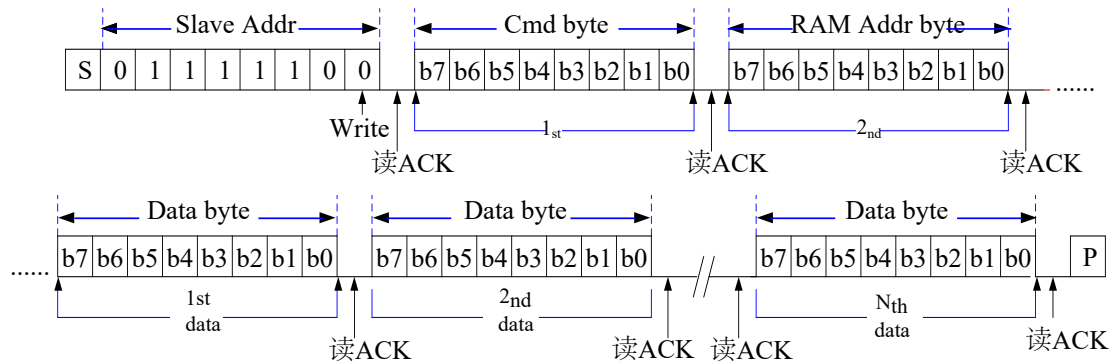 Slave Addr Cmd byte RAM Addr byte
S 0 1 1 1 1 1 0 0 b7 b6 b5 b4 b3 b2 b1 b0 b7 b6 b5 b4 b3 b2 b1 b0 ......
Write 1st 2nd
读ACK 读ACK 读ACK
Data byte Data byte Data byte
...... b7 b6 b5 b4 b3 b2 b1 b0 b7 b6 b5 b4 b3 b2 b1 b0 b7 b6 b5 b4 b3 b2 b1 b0 P
1st 2nd Nth
data data data
读ACK 读ACK 读ACK 读ACK